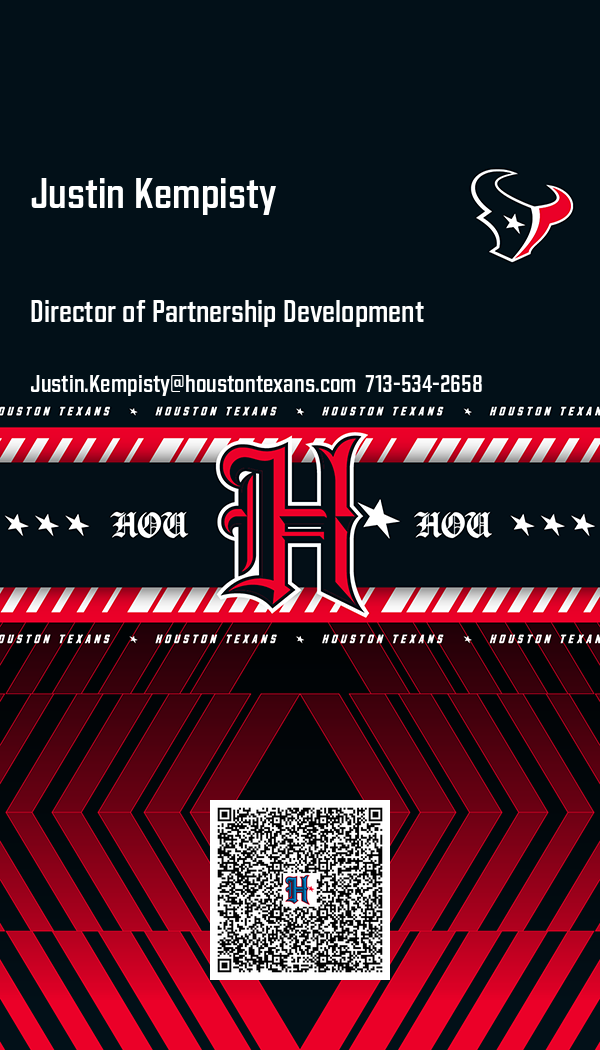 Justin Kempisty
Director of Partnership Development
Justin.Kempisty@houstontexans.com 713-534-2658
HOUSTON TEXANS ★ HOUSTON TEXANS ★ HOUSTON TEXANS ★ HOUSTON TEXANS
★ ★ ★ HOU H★ HOU ★ ★ ★
HOUSTON TEXANS ★ HOUSTON TEXANS ★ HOUSTON TEXANS ★ HOUSTON TEXANS
H